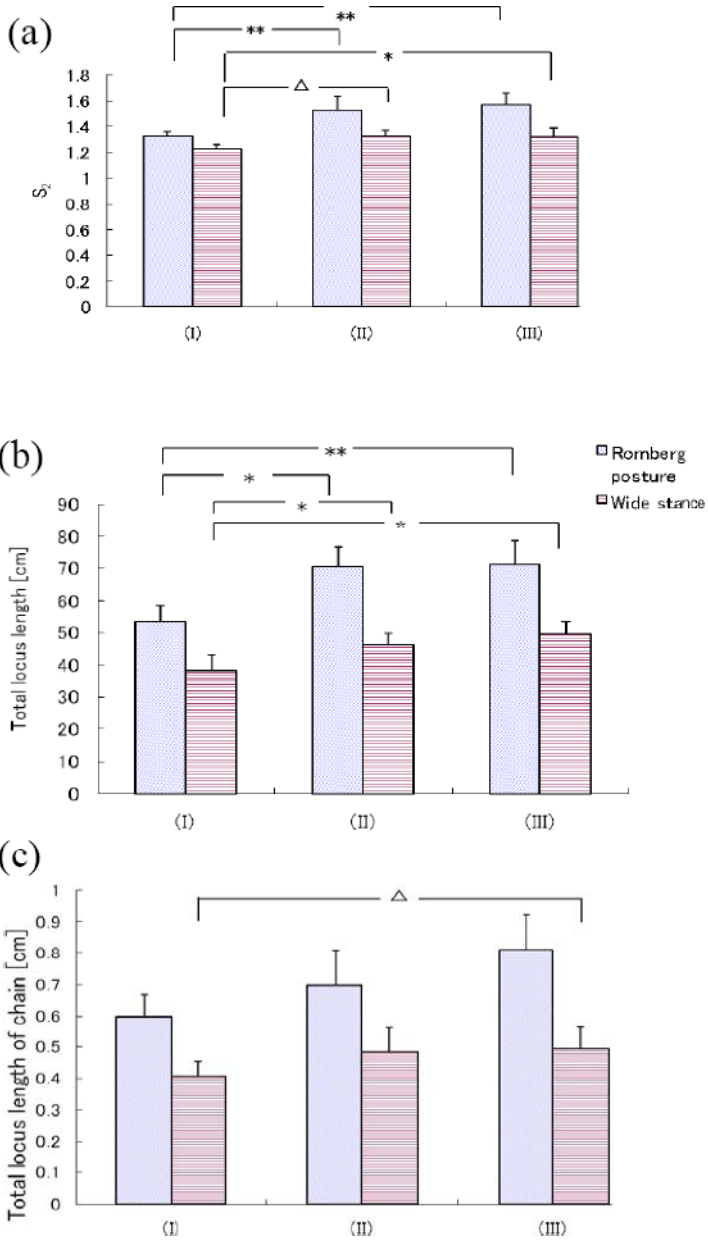 (a)
**
**
*
△
1.8
1.6
1.4
1.2
1
0.8
0.6
0.4
0.2
0
S₂
(I)
(II)
(III)
(b)
**
*
*
*
Romberg
posture
Wide stance
90
80
70
60
50
40
30
20
10
0
Total locus length [cm]
(I)
(II)
(III)
(c)
△
1
0.9
0.8
0.7
0.6
0.5
0.4
0.3
0.2
0.1
0
Total locus length of chain [cm]
(I)
(II)
(III)